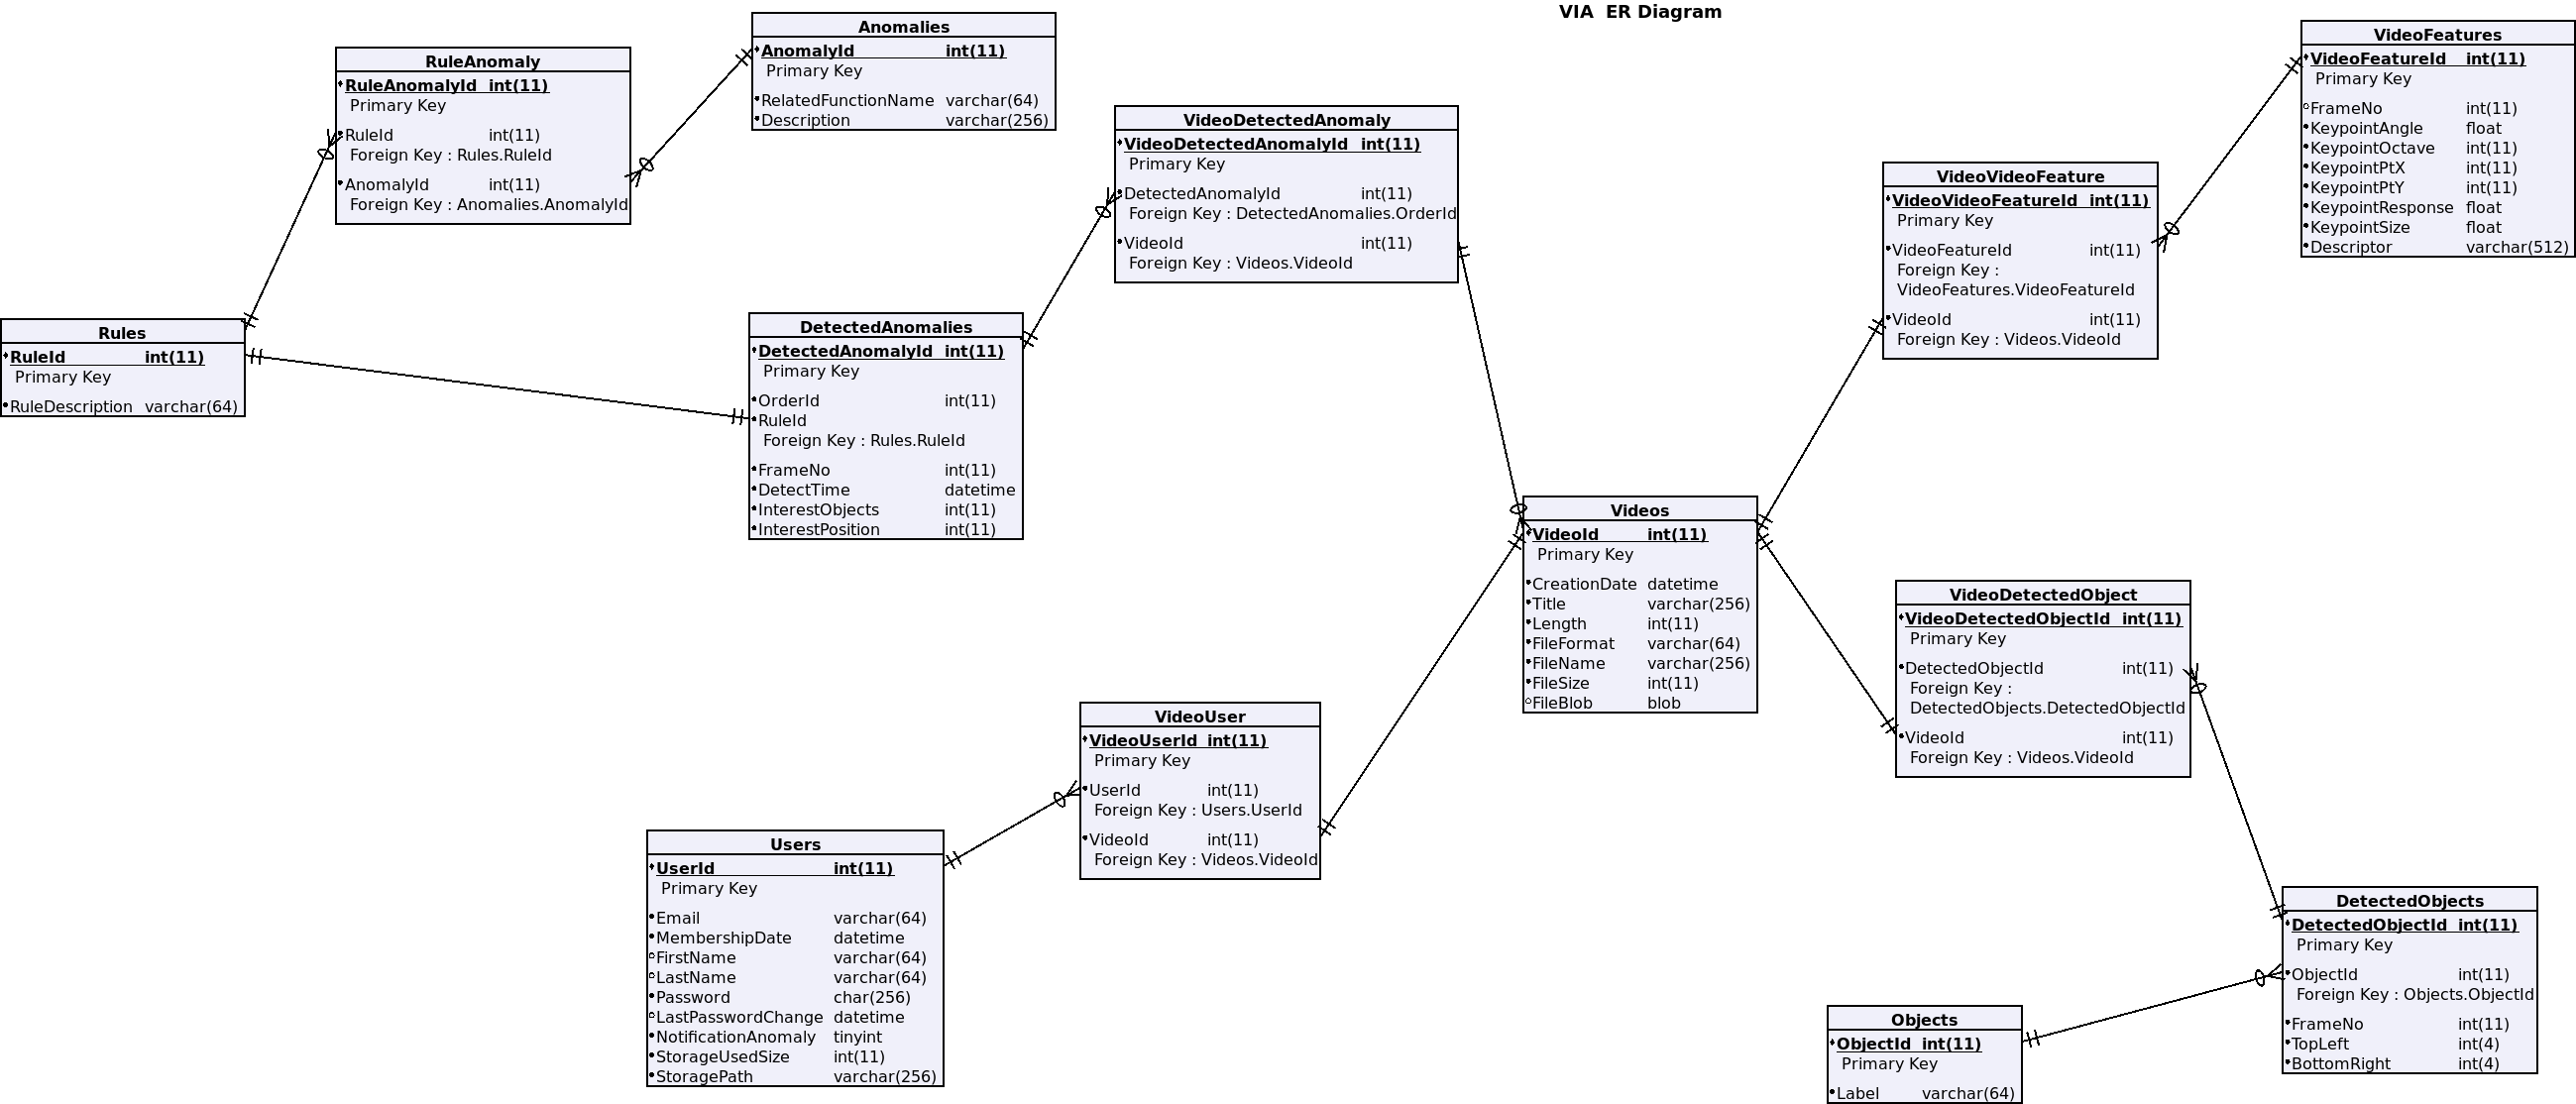 VIA ER Diagram
Anomalies
AnomalyId int(11)
Primary Key
RelatedFunctionName varchar(64)
Description varchar(256)
RuleAnomaly
RuleAnomalyId int(11)
Primary Key
RuleId int(11)
Foreign Key : Rules.RuleId
AnomalyId int(11)
Foreign Key : Anomalies.AnomalyId
VideoFeatures
VideoFeatureId int(11)
Primary Key
FrameNo int(11)
KeypointAngle float
KeypointOctave int(11)
KeypointPtX int(11)
KeypointPtY int(11)
KeypointResponse float
KeypointSize float
Descriptor varchar(512)
VideoDetectedAnomaly
VideoDetectedAnomalyId int(11)
Primary Key
DetectedAnomalyId int(11)
Foreign Key : DetectedAnomalies.OrderId
VideoId int(11)
Foreign Key : Videos.VideoId
VideoVideoFeature
VideoVideoFeatureId int(11)
Primary Key
VideoFeatureId int(11)
Foreign Key :
VideoFeatures.VideoFeatureId
VideoId int(11)
Foreign Key : Videos.VideoId
Rules
RuleId int(11)
Primary Key
RuleDescription varchar(64)
DetectedAnomalies
DetectedAnomalyId int(11)
Primary Key
OrderId int(11)
RuleId
Foreign Key : Rules.RuleId
FrameNo int(11)
DetectTime datetime
InterestObjects int(11)
InterestPosition int(11)
Videos
VideoId int(11)
Primary Key
CreationDate datetime
Title varchar(256)
Length int(11)
FileFormat varchar(64)
FileName varchar(256)
FileSize int(11)
FileBlob blob
VideoDetectedObject
VideoDetectedObjectId int(11)
Primary Key
DetectedObjectId int(11)
Foreign Key :
DetectedObjects.DetectedObjectId
VideoId int(11)
Foreign Key : Videos.VideoId
VideoUser
VideoUserId int(11)
Primary Key
UserId int(11)
Foreign Key : Users.UserId
VideoId int(11)
Foreign Key : Videos.VideoId
Users
UserId int(11)
Primary Key
Email varchar(64)
MembershipDate datetime
FirstName varchar(64)
LastName varchar(64)
Password char(256)
LastPasswordChange datetime
NotificationAnomaly tinyint
StorageUsedSize int(11)
StoragePath varchar(256)
DetectedObjects
DetectedObjectId int(11)
Primary Key
ObjectId int(11)
Foreign Key : Objects.ObjectId
FrameNo int(11)
TopLeft int(4)
BottomRight int(4)
Objects
ObjectId int(11)
Primary Key
Label varchar(64)